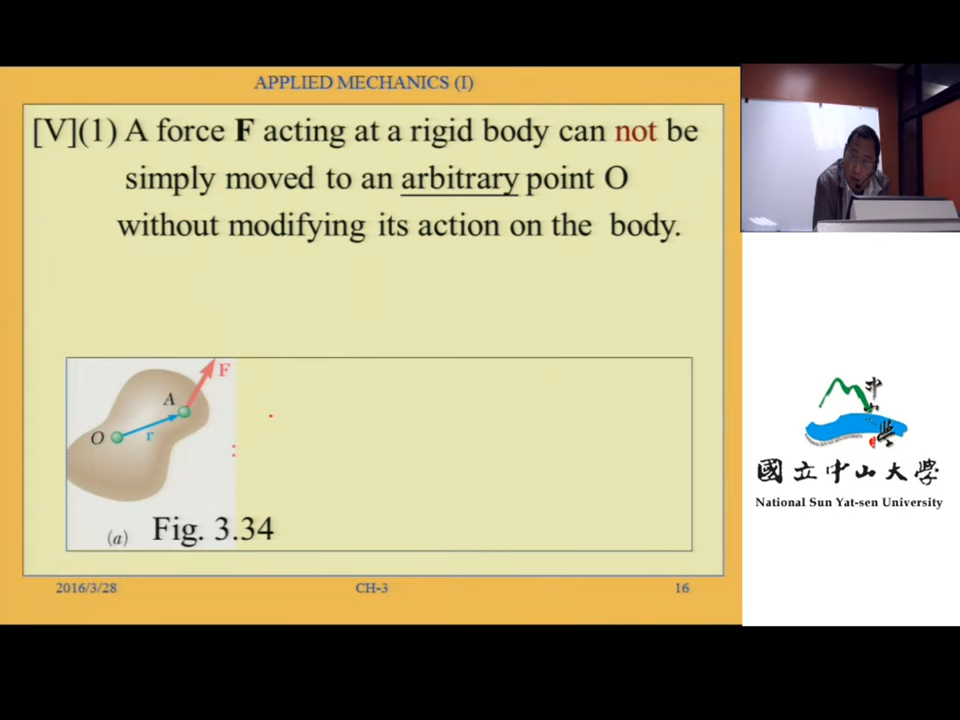 APPLIED MECHANICS (I)
[V](1) A force F acting at a rigid body can not be
simply moved to an arbitrary point O
without modifying its action on the body.
F
A
O
r
(a) Fig. 3.34
2016/3/28 CH-3 16
國立中山大學
National Sun Yat-sen University